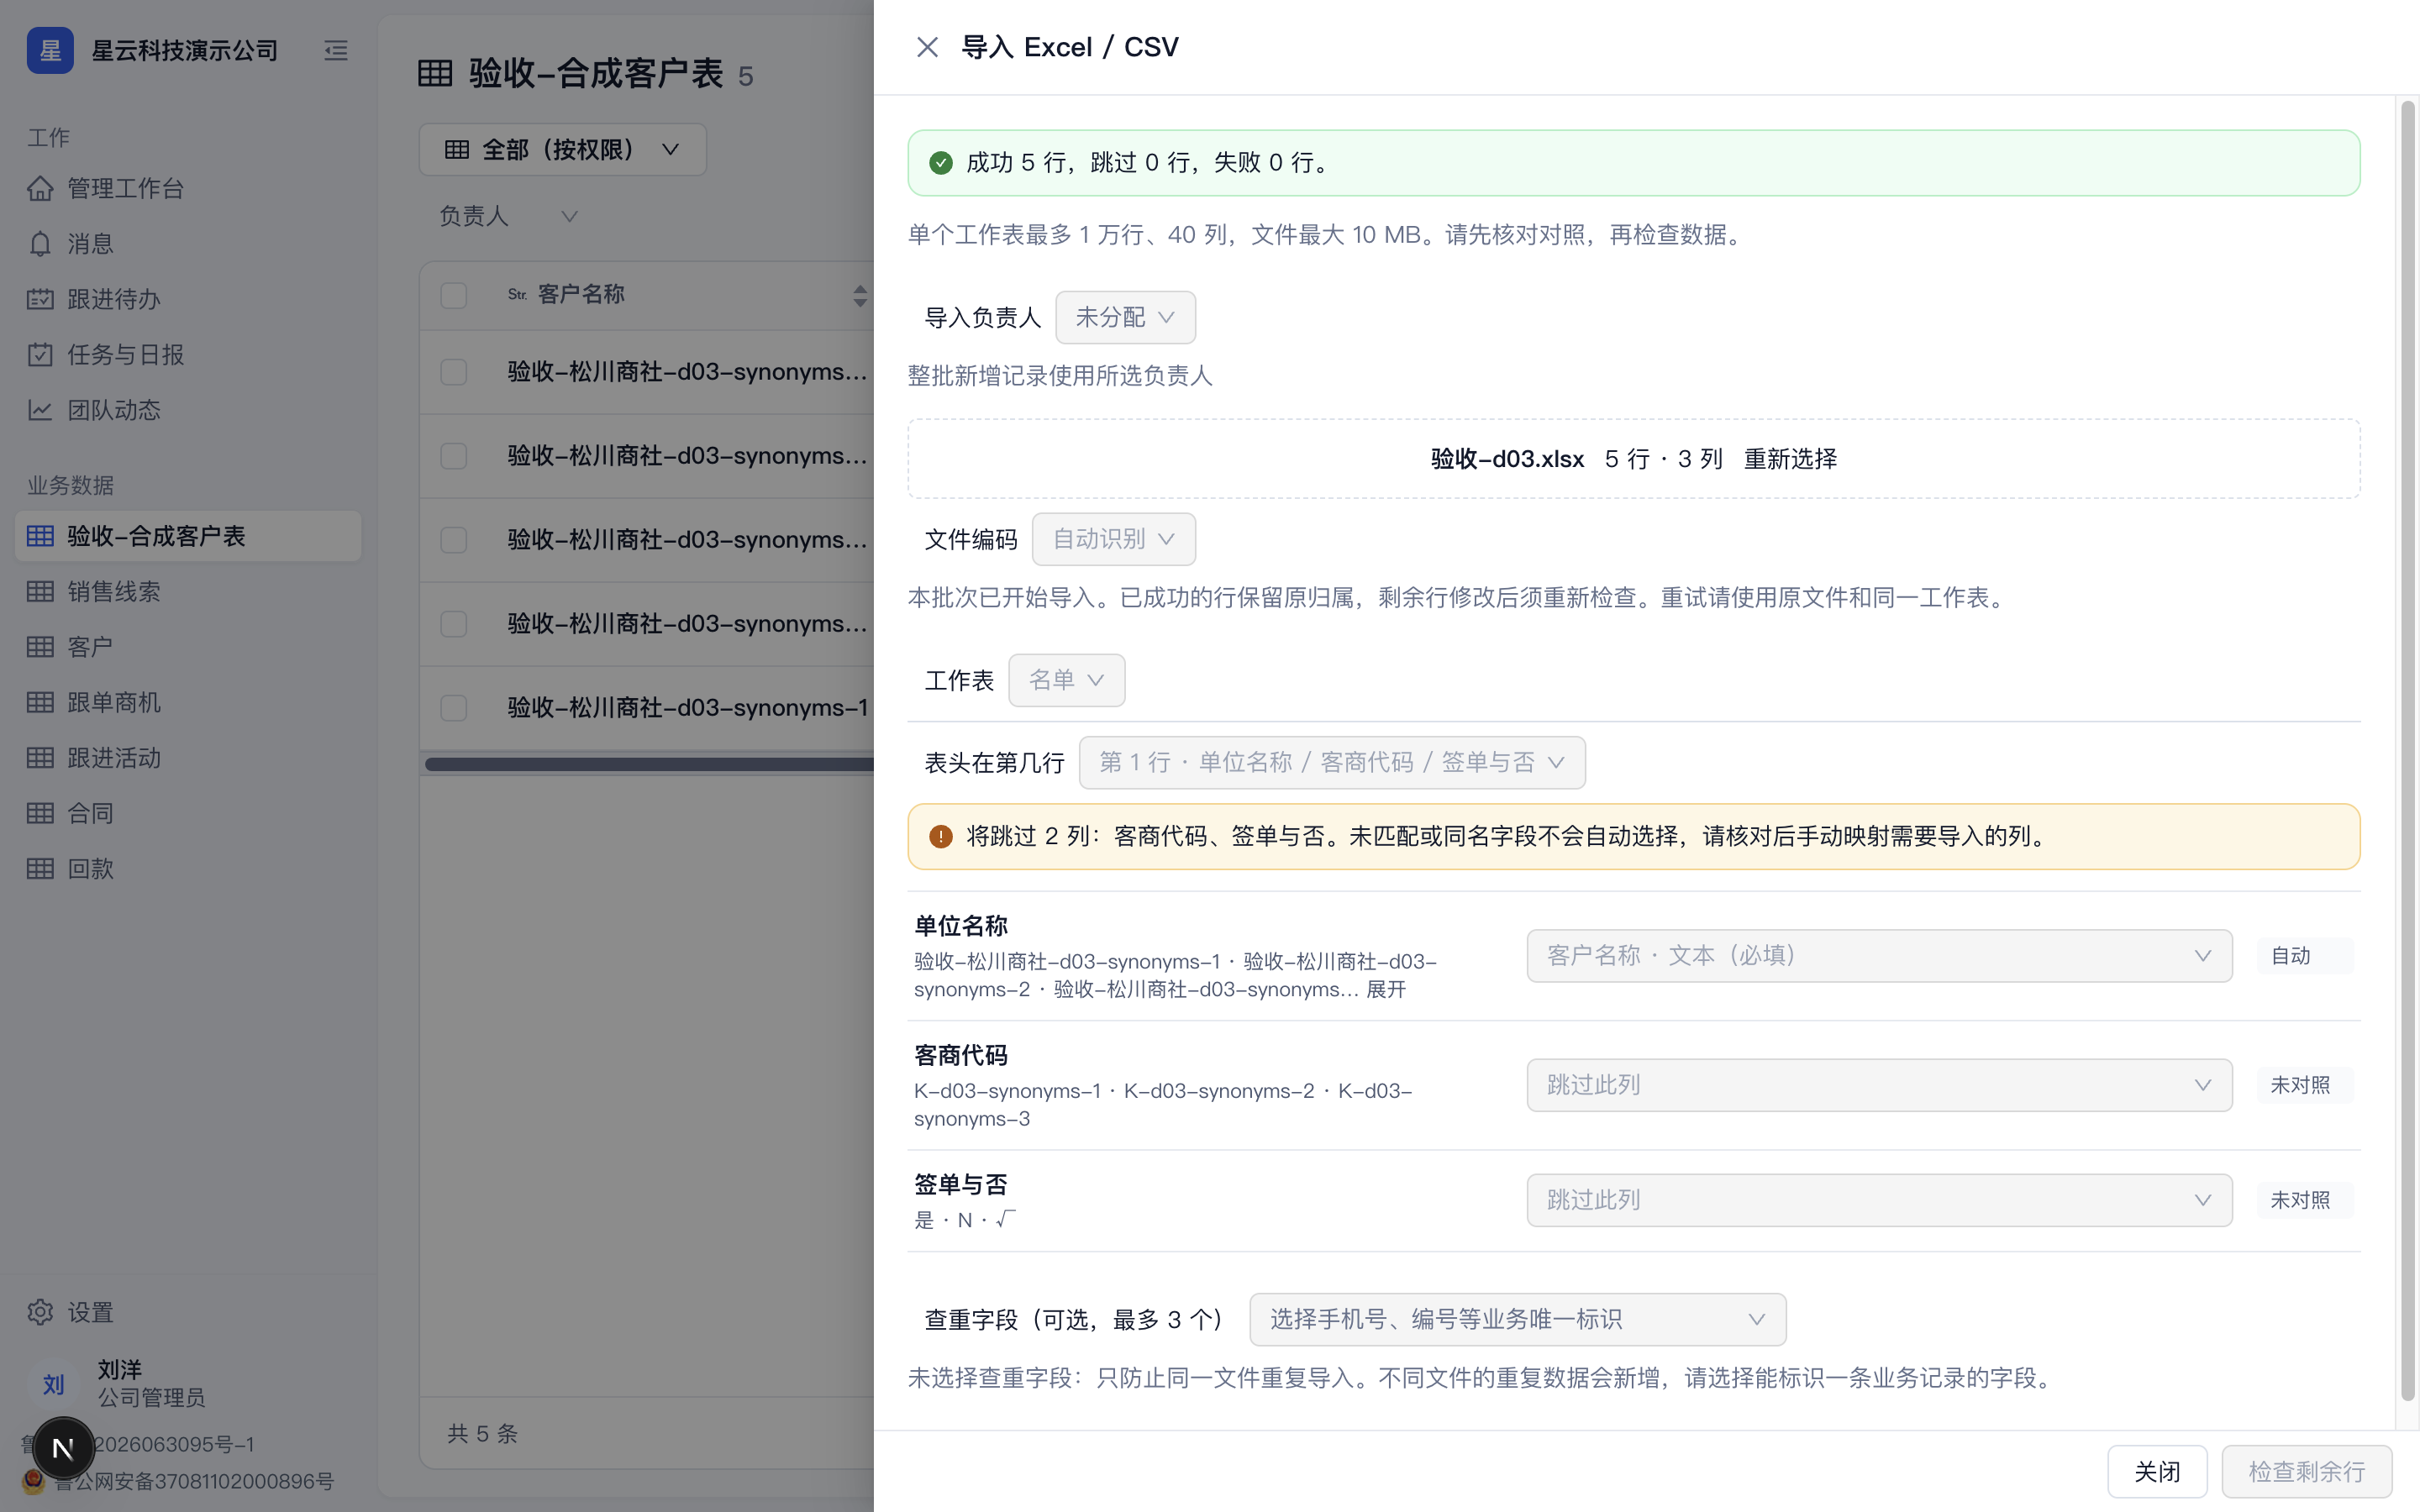 星 星云科技演示公司
工作
管理工作台
消息
跟进待办
任务与日报
团队动态
业务数据
验收-合成客户表
销售线索
客户
跟单商机
跟进活动
合同
回款
设置
刘 刘洋
公司管理员
N 2026063095号-1
公网安备37081102000896号
验收-合成客户表 5
全部（按权限）
负责人
Str. 客户名称
验收-松川商社-d03-synonyms...
验收-松川商社-d03-synonyms...
验收-松川商社-d03-synonyms...
验收-松川商社-d03-synonyms...
验收-松川商社-d03-synonyms-1
共 5 条
导入 Excel / CSV
成功 5 行，跳过 0 行，失败 0 行。
单个工作表最多 1 万行、40 列，文件最大 10 MB。请先核对对照，再检查数据。
导入负责人 未分配
整批新增记录使用所选负责人
验收-d03.xlsx 5 行 · 3 列 重新选择
文件编码 自动识别
本批次已开始导入。已成功的行保留原归属，剩余行修改后须重新检查。重试请使用原文件和同一工作表。
工作表 名单
表头在第几行 第 1 行 · 单位名称 / 客商代码 / 签单与否
将跳过 2 列：客商代码、签单与否。未匹配或同名字段不会自动选择，请核对后手动映射需要导入的列。
单位名称
验收-松川商社-d03-synonyms-1 · 验收-松川商社-d03-
synonyms-2 · 验收-松川商社-d03-synonyms... 展开
客户名称 · 文本（必填） 自动
客商代码
K-d03-synonyms-1 · K-d03-synonyms-2 · K-d03-
synonyms-3
跳过此列 未对照
签单与否
是 · N · √
跳过此列 未对照
查重字段（可选，最多 3 个） 选择手机号、编号等业务唯一标识
未选择查重字段：只防止同一文件重复导入。不同文件的重复数据会新增，请选择能标识一条业务记录的字段。
关闭 检查剩余行